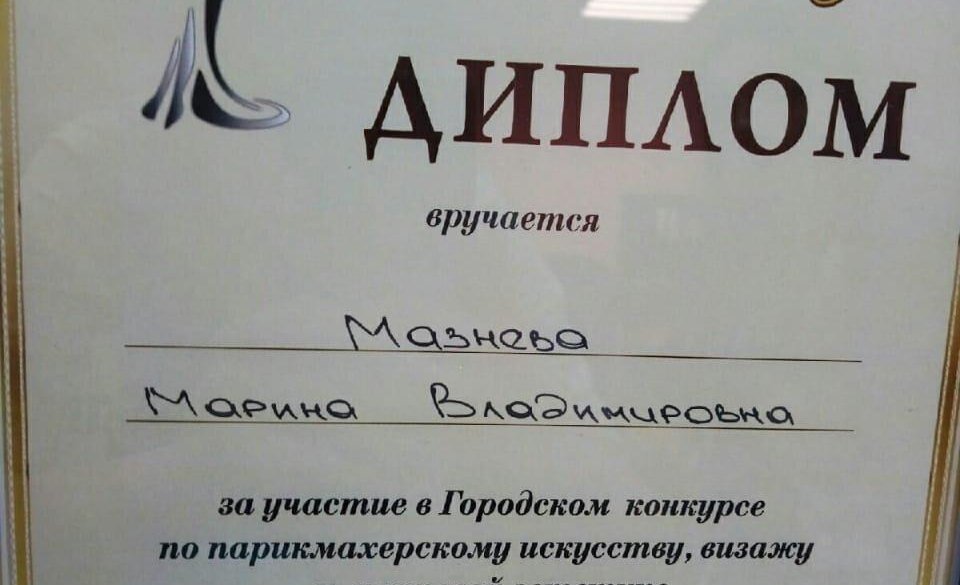 ДИПЛОМ
вручается
Мазнева
Марина Владимировна
за участие в Городском конкурсе
по парикмахерскому искусству, визажу